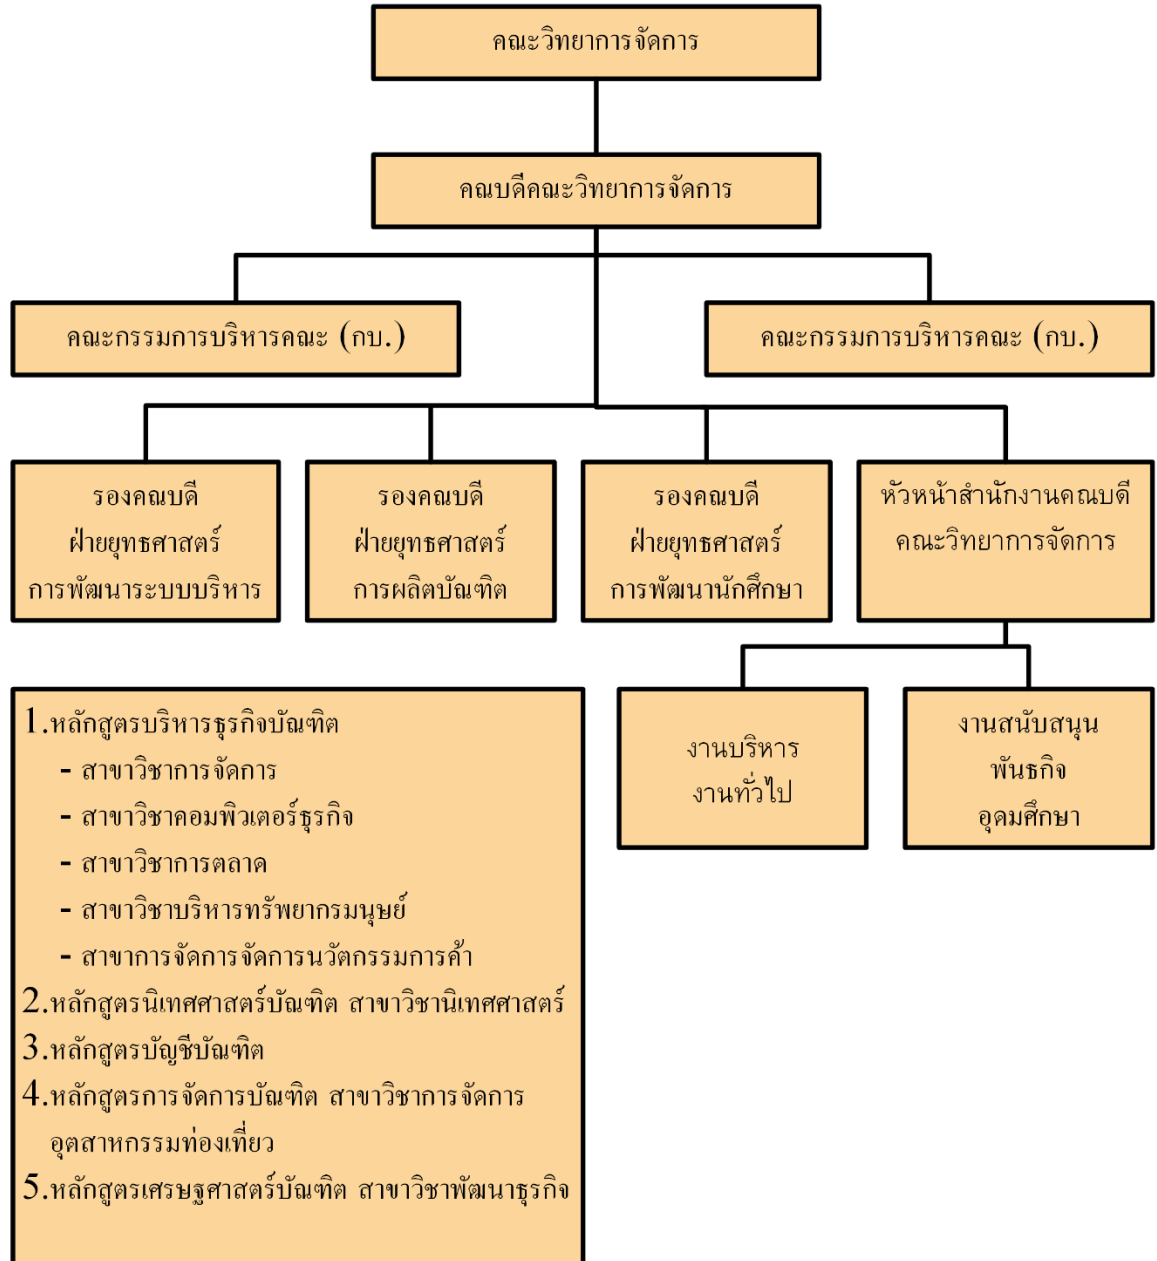 คณะวิทยาการจัดการ
คณบดีคณะวิทยาการจัดการ
คณะกรรมการบริหารคณะ (กบ.)
คณะกรรมการบริหารคณะ (กบ.)
รองคณบดี
ฝ่ายยุทธศาสตร์
การพัฒนาระบบบริหาร
รองคณบดี
ฝ่ายยุทธศาสตร์
การผลิตบัณฑิต
รองคณบดี
ฝ่ายยุทธศาสตร์
การพัฒนานักศึกษา
หัวหน้าสำนักงานคณบดี
คณะวิทยาการจัดการ
1.หลักสูตรบริหารธุรกิจบัณฑิต
- สาขาวิชาการจัดการ
- สาขาวิชาคอมพิวเตอร์ธุรกิจ
- สาขาวิชาการตลาด
- สาขาวิชาบริหารทรัพยากรมนุษย์
- สาขาการจัดการจัดการนวัตกรรมการค้า
2.หลักสูตรนิเทศศาสตร์บัณฑิต สาขาวิชานิเทศศาสตร์
3.หลักสูตรบัญชีบัณฑิต
4.หลักสูตรการจัดการบัณฑิต สาขาวิชาการจัดการ
อุตสาหกรรมท่องเที่ยว
5.หลักสูตรเศรษฐศาสตร์บัณฑิต สาขาวิชาพัฒนาธุรกิจ
งานบริหาร
งานทั่วไป
งานสนับสนุน
พันธกิจ
อุดมศึกษา